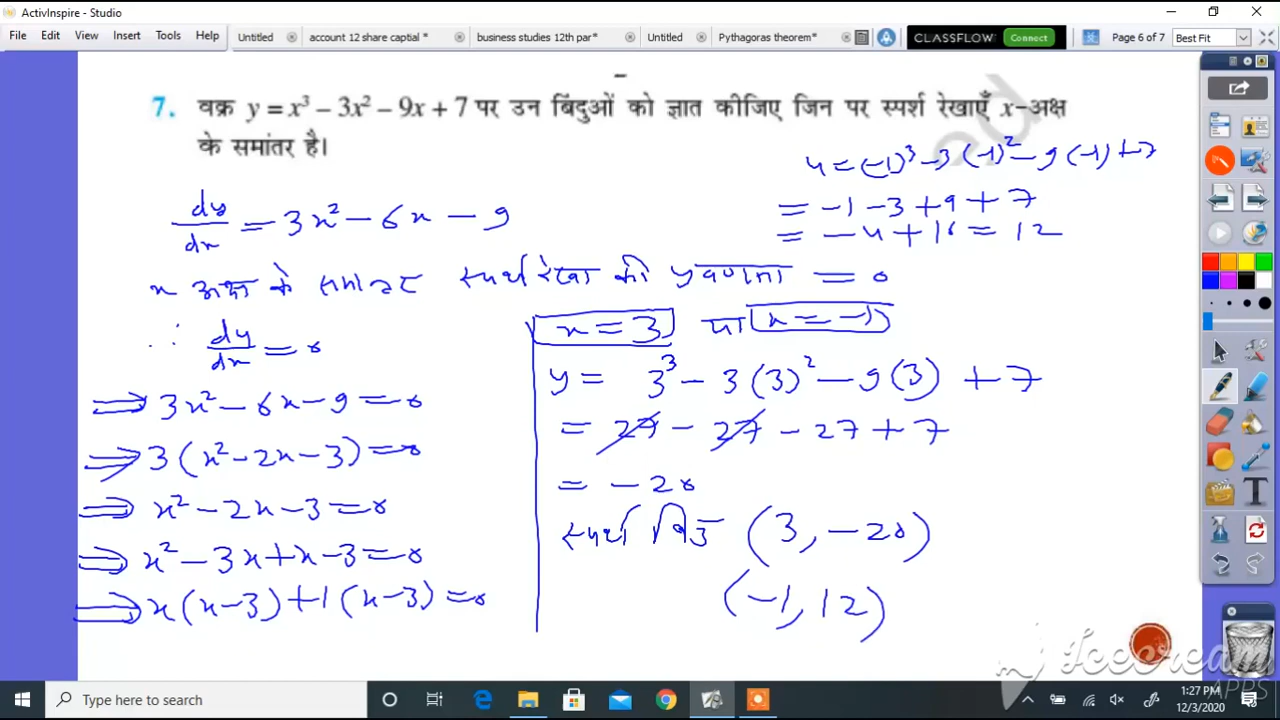 ActivInspire - Studio
File Edit View Insert Tools Help Untitled account 12 share captial * business studies 12th par* Untitled Pythagoras theorem* CLASSFLOW Connect Page 6 of 7 Best Fit
7. वक्र y = x³ – 3x² – 9x + 7 पर उन बिंदुओं को ज्ञात कीजिए जिन पर स्पर्श रेखाएँ x-अक्ष
के समांतर है।
y = (-1)³ - 3(-1)² - 9(-1) + 7
= -1 - 3 + 9 + 7
= -4 + 16 = 12
dy/dx = 3x² - 6x - 9
x अक्ष के समान्तर स्पर्श रेखा की प्रवणता = 0
∴ dy/dx = 0
⇒ 3x² - 6x - 9 = 0
⇒ 3(x² - 2x - 3) = 0
⇒ x² - 2x - 3 = 0
⇒ x² - 3x + x - 3 = 0
⇒ x(x-3) + 1(x-3) = 0
x = 3 या x = -1
y = 3³ - 3(3)² - 9(3) + 7
= 27 - 27 - 27 + 7
= -20
स्पर्श बिंदु (3, -20)
(-1, 12)
Icecream
APPS
Type here to search
1:27 PM
12/3/2020